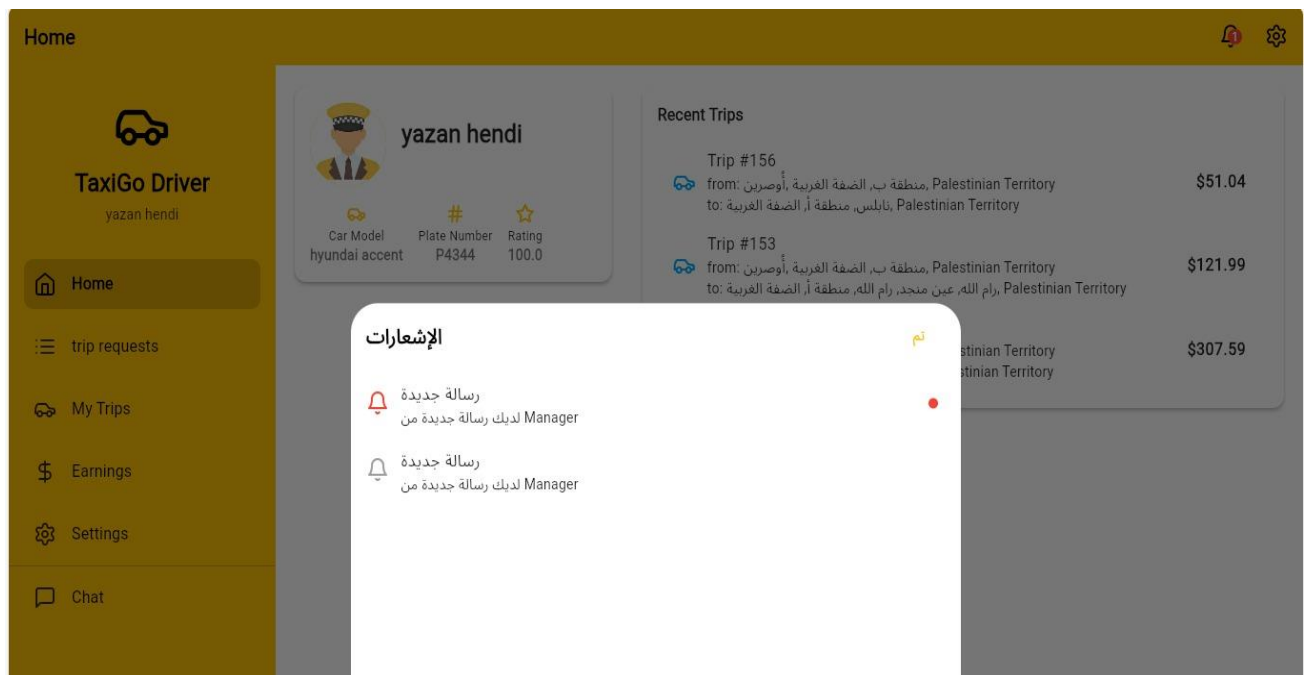 Home
1
TaxiGo Driver
yazan hendi
Home
trip requests
My Trips
Earnings
Settings
Chat
yazan hendi
Car Model
hyundai accent
#
Plate Number
P4344
Rating
100.0
Recent Trips
Trip #156
from: أوصرين, منطقة ب, الضفة الغربية, Palestinian Territory
to: نابلس, منطقة أ, الضفة الغربية, Palestinian Territory
$51.04
Trip #153
from: أوصرين, منطقة ب, الضفة الغربية, Palestinian Territory
to: رام الله, عين منجد, رام الله, منطقة أ, الضفة الغربية, Palestinian Territory
$121.99
stinian Territory
stinian Territory
$307.59
الإشعارات
تم
رسالة جديدة
لديك رسالة جديدة من Manager
رسالة جديدة
لديك رسالة جديدة من Manager